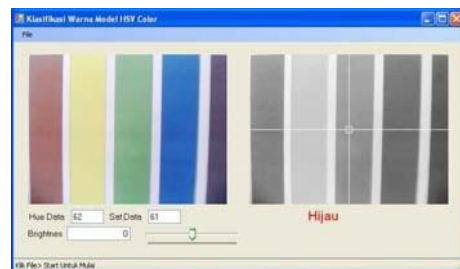 Klasifikasi Warna Model HSV Color
File
Hue Data 62 Set Data 61
Hijau
Brightnes 0
Klik File> Start Untuk Mulai